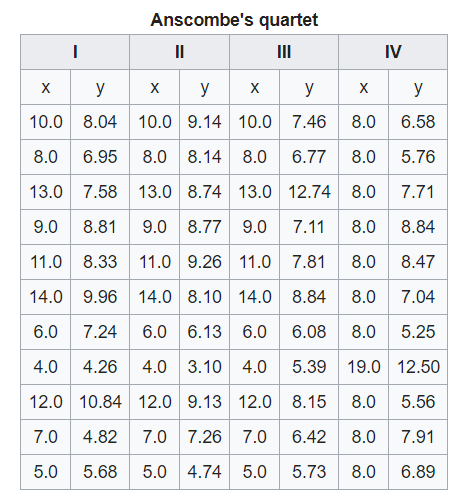 Anscombe's quartet
I II III IV
x y x y x y x y
10.0 8.04 10.0 9.14 10.0 7.46 8.0 6.58
8.0 6.95 8.0 8.14 8.0 6.77 8.0 5.76
13.0 7.58 13.0 8.74 13.0 12.74 8.0 7.71
9.0 8.81 9.0 8.77 9.0 7.11 8.0 8.84
11.0 8.33 11.0 9.26 11.0 7.81 8.0 8.47
14.0 9.96 14.0 8.10 14.0 8.84 8.0 7.04
6.0 7.24 6.0 6.13 6.0 6.08 8.0 5.25
4.0 4.26 4.0 3.10 4.0 5.39 19.0 12.50
12.0 10.84 12.0 9.13 12.0 8.15 8.0 5.56
7.0 4.82 7.0 7.26 7.0 6.42 8.0 7.91
5.0 5.68 5.0 4.74 5.0 5.73 8.0 6.89